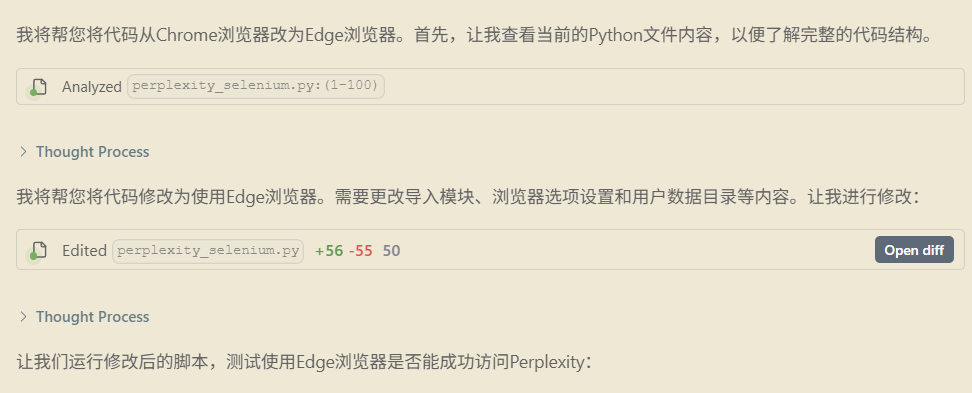 我将帮您将代码从Chrome浏览器改为Edge浏览器。首先，让我查看当前的Python文件内容，以便了解完整的代码结构。
Analyzed perplexity_selenium.py:(1-100)
Thought Process
我将帮您将代码修改为使用Edge浏览器。需要更改导入模块、浏览器选项设置和用户数据目录等内容。让我进行修改：
Edited perplexity_selenium.py +56 -55 50 Open diff
Thought Process
让我们运行修改后的脚本，测试使用Edge浏览器是否能成功访问Perplexity：